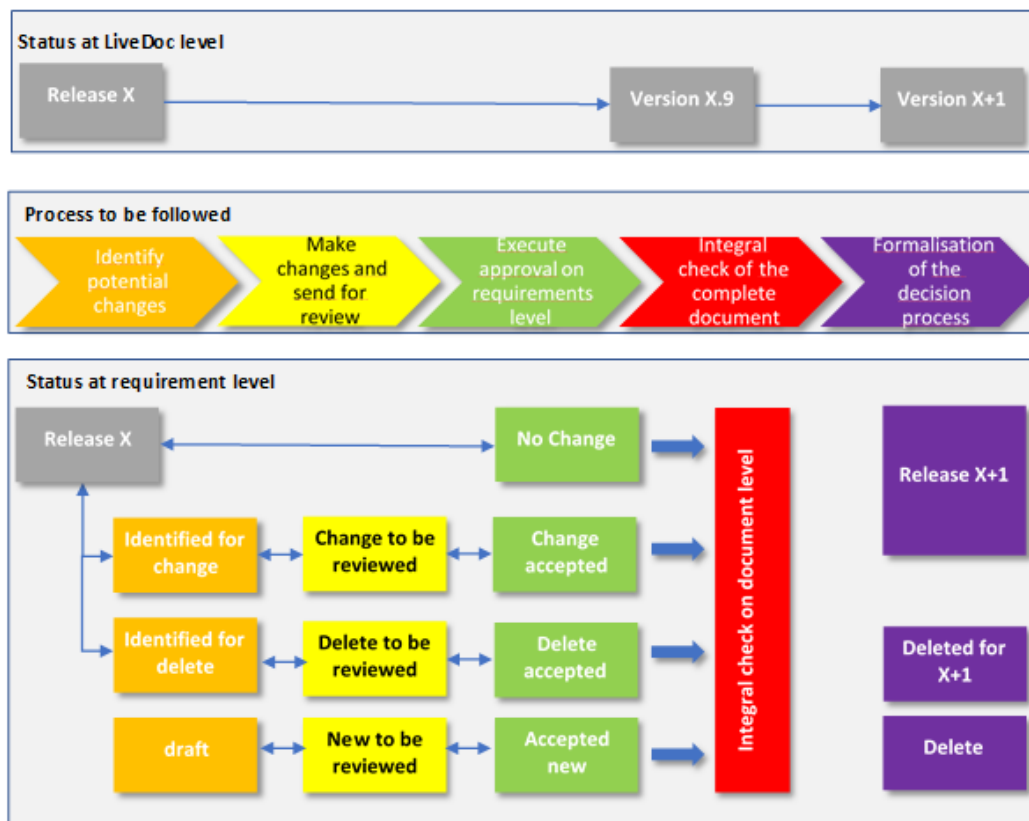 Status at LiveDoc level
Release X
Version X.9
Version X+1
Process to be followed
Identify
potential
changes
Make
changes and
send for
review
Execute
approval on
requirements
level
Integral
check of the
complete
document
Formalisation
of the
decision
process
Status at requirement level
Release X
No Change
Identified for
change
Change to be
reviewed
Change
accepted
Identified for
delete
Delete to be
reviewed
Delete
accepted
draft
New to be
reviewed
Accepted
new
Integral check on document level
Release X+1
Deleted for
X+1
Delete